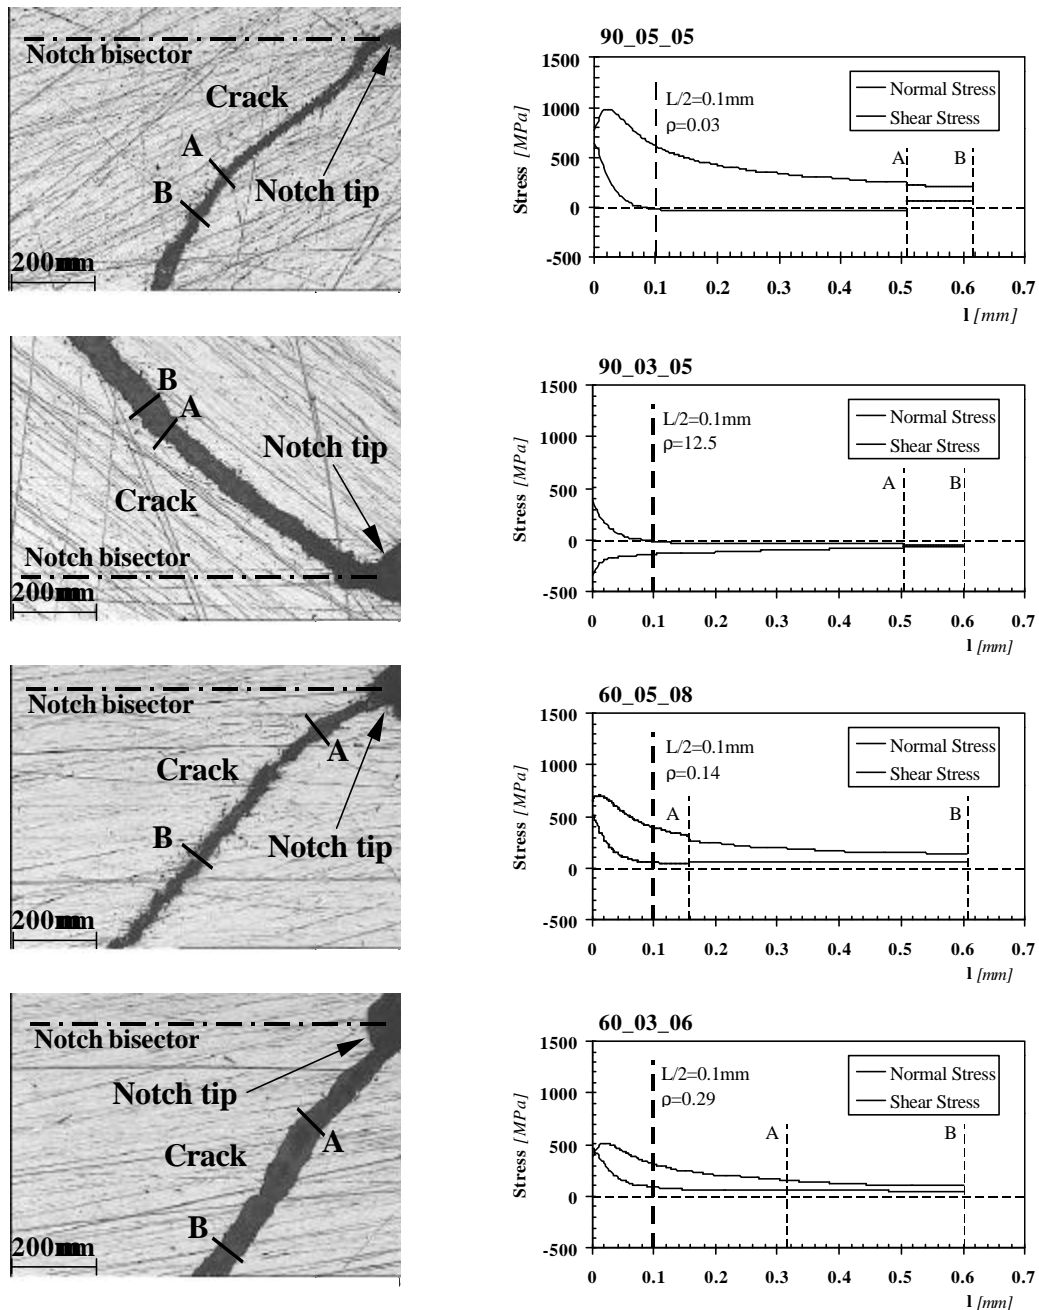 Notch bisector
Crack
A
B
Notch tip
200mm
90_05_05
1500
1000
500
0
-500
Stress [MPa]
L/2=0.1mm
ρ=0.03
Normal Stress
Shear Stress
A
B
0 0.1 0.2 0.3 0.4 0.5 0.6 0.7
l [mm]
B
A
Notch tip
Crack
Notch bisector
200mm
90_03_05
1500
1000
500
0
-500
Stress [MPa]
L/2=0.1mm
ρ=12.5
Normal Stress
Shear Stress
A
B
0 0.1 0.2 0.3 0.4 0.5 0.6 0.7
l [mm]
Notch bisector
A
Crack
B
Notch tip
200mm
60_05_08
1500
1000
500
0
-500
Stress [MPa]
L/2=0.1mm
ρ=0.14
Normal Stress
Shear Stress
A
B
0 0.1 0.2 0.3 0.4 0.5 0.6 0.7
l [mm]
Notch bisector
Notch tip
A
Crack
B
200mm
60_03_06
1500
1000
500
0
-500
Stress [MPa]
L/2=0.1mm
ρ=0.29
Normal Stress
Shear Stress
A
B
0 0.1 0.2 0.3 0.4 0.5 0.6 0.7
l [mm]